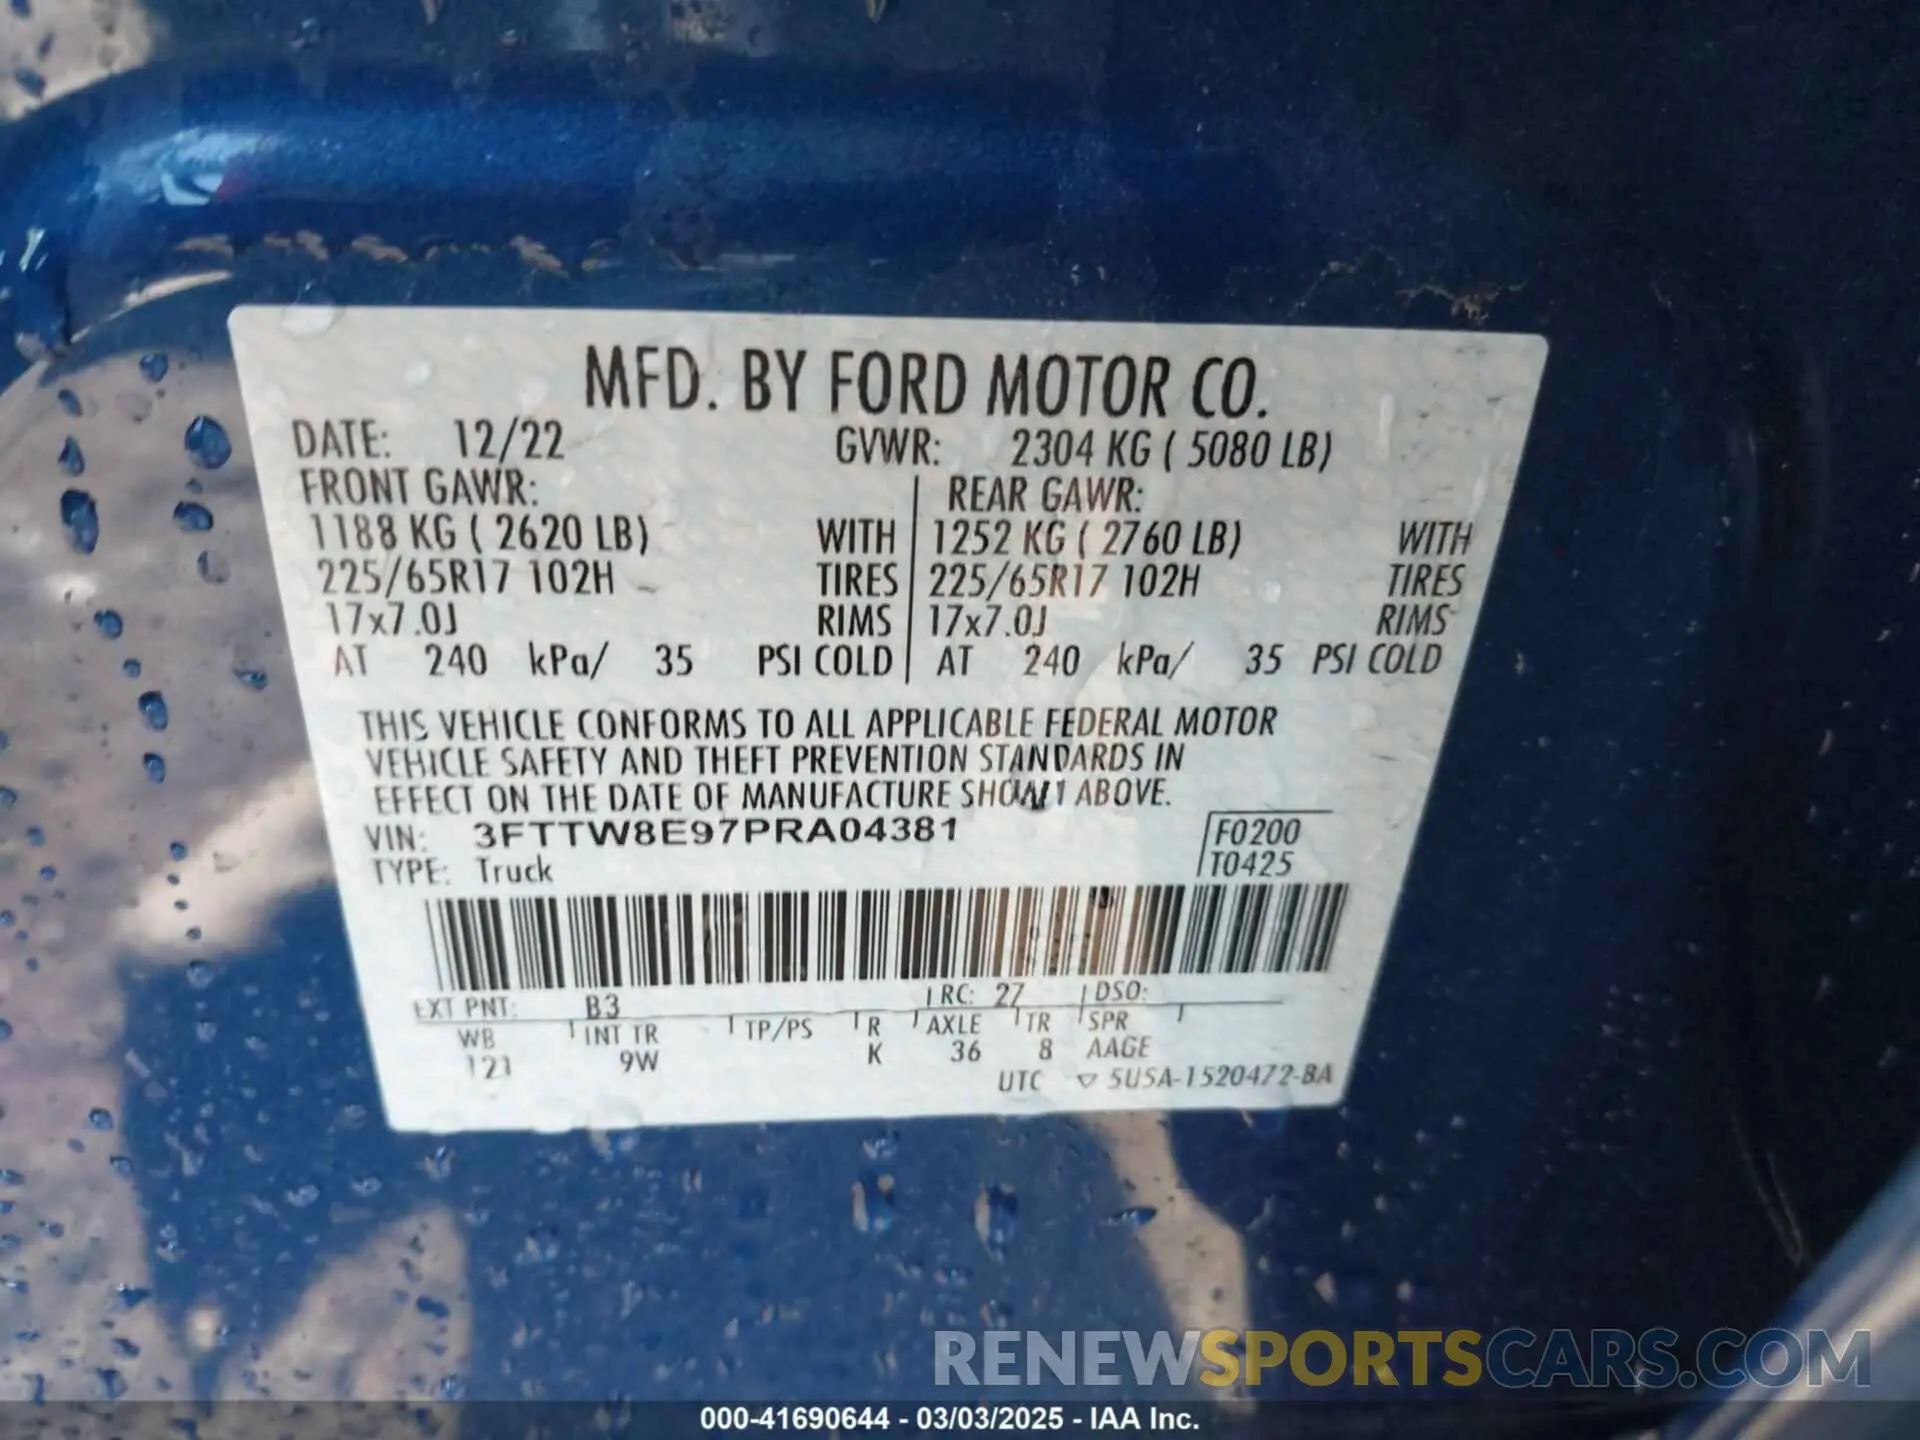 MFD. BY FORD MOTOR CO.
DATE: 12/22 GVWR: 2304 KG ( 5080 LB)
FRONT GAWR: REAR GAWR:
1188 KG ( 2620 LB) WITH 1252 KG ( 2760 LB) WITH
225/65R17 102H TIRES 225/65R17 102H TIRES
17x7.0J RIMS 17x7.0J RIMS
AT 240 kPa/ 35 PSI COLD AT 240 kPa/ 35 PSI COLD
THIS VEHICLE CONFORMS TO ALL APPLICABLE FEDERAL MOTOR
VEHICLE SAFETY AND THEFT PREVENTION STANDARDS IN
EFFECT ON THE DATE OF MANUFACTURE SHOWN ABOVE.
VIN: 3FTTW8E97PRA04381 F0200
TYPE: Truck T0425
EXT PNT: B3 RC: 27 DSO:
WB INT TR TP/PS R AXLE TR SPR
121 9W K 36 8 AAGE
UTC ▽ 5U5A-1520472-BA
RENEWSPORTSCARS.COM
000-41690644 - 03/03/2025 - IAA Inc.